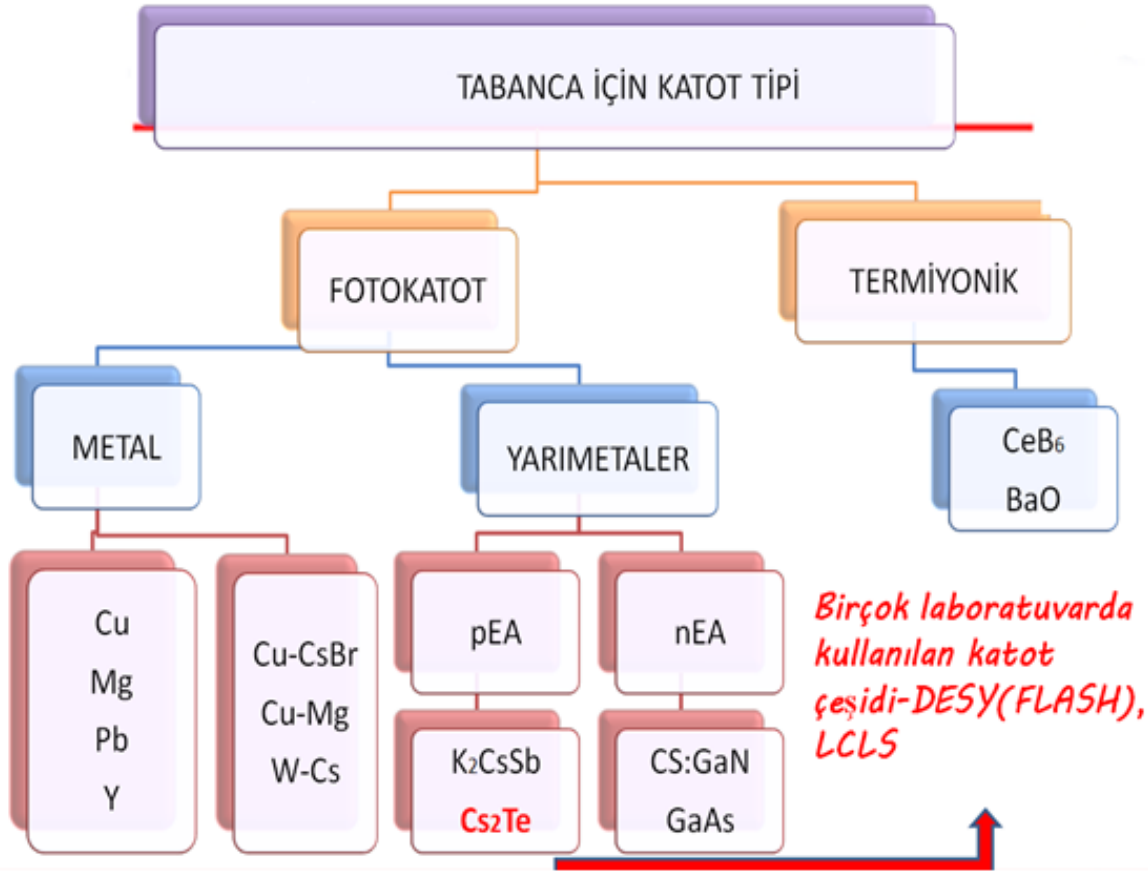 TABANCA İÇİN KATOT TİPİ
FOTOKATOT
TERMİYONİK
METAL
YARIMETALER
CeB₆
BaO
Cu
Mg
Pb
Y
Cu-CsBr
Cu-Mg
W-Cs
pEA
nEA
K₂CsSb
Cs₂Te
CS:GaN
GaAs
Birçok laboratuvarda
kullanılan katot
çeşidi-DESY(FLASH),
LCLS